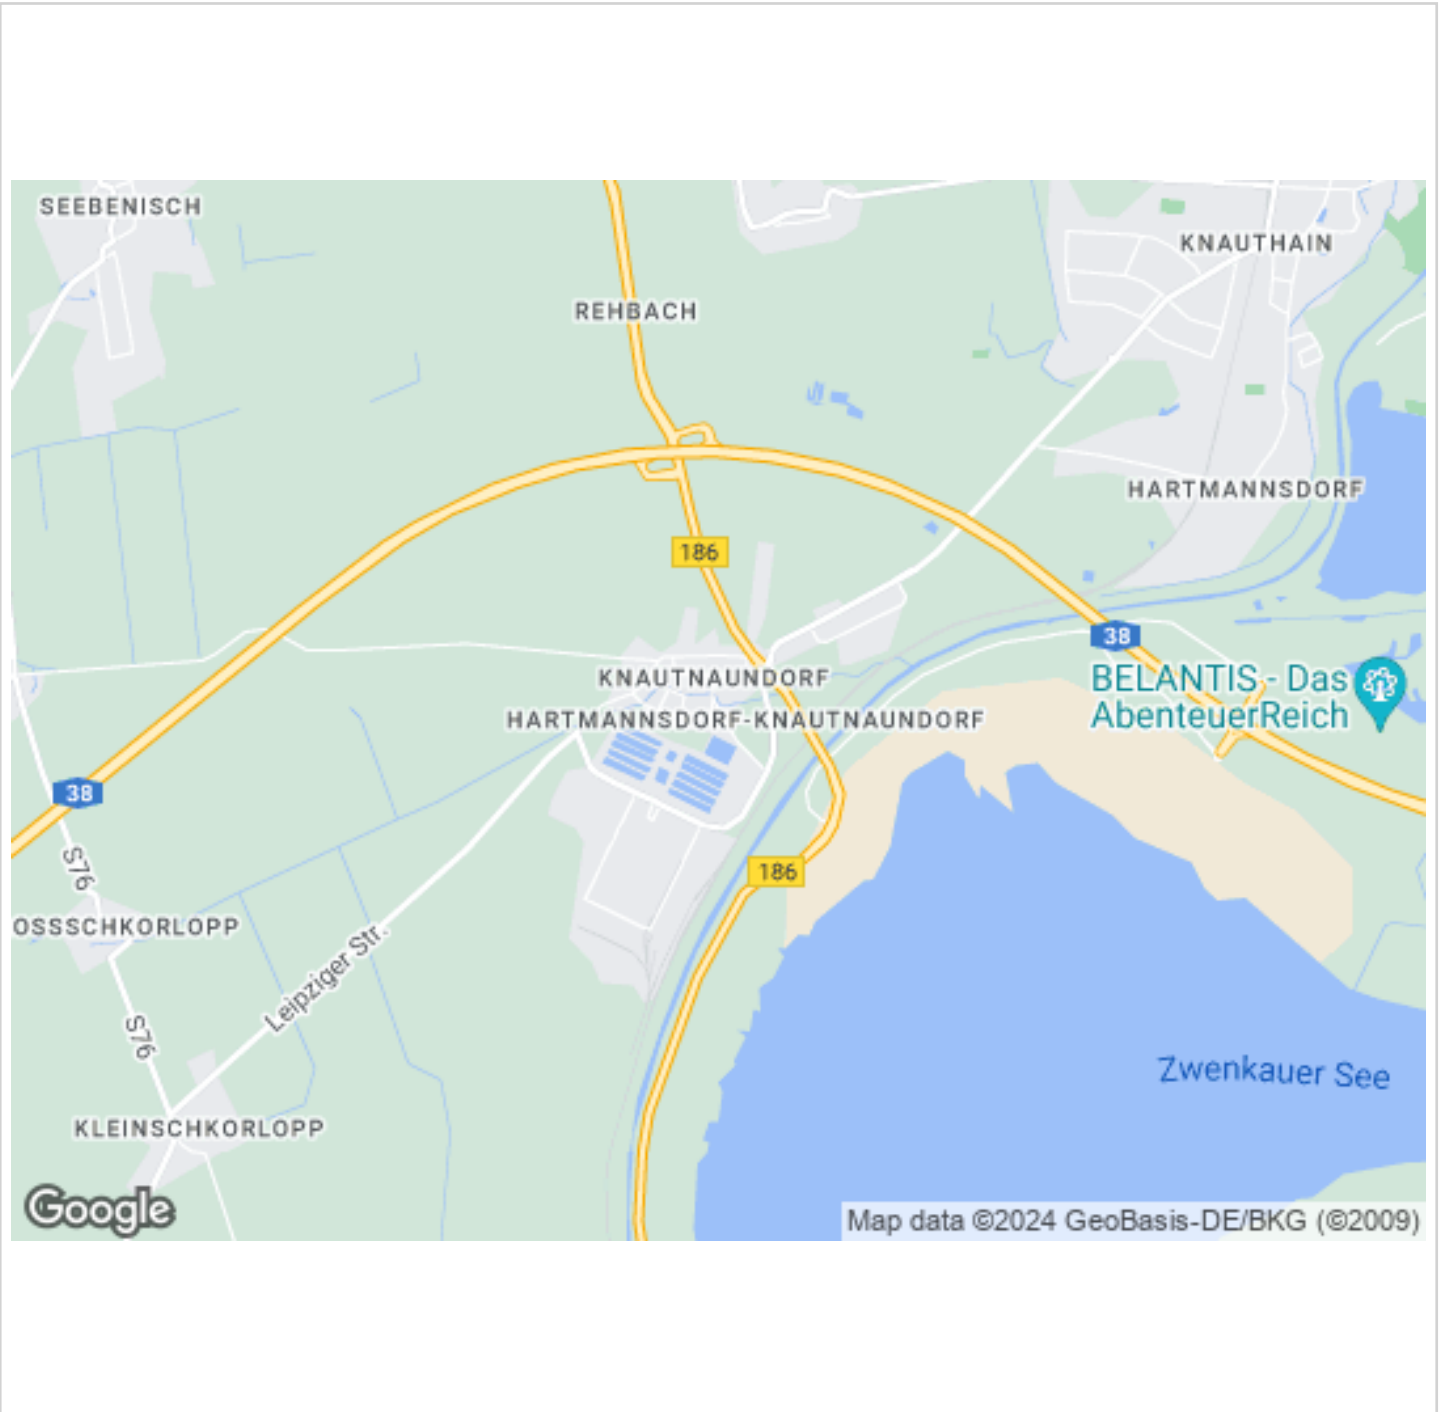 SEEBENISCH
KNAUTHAIN
REHBACH
HARTMANNSDORF
186
38
KNAUTNAUNDORF
BELANTIS - Das
AbenteuerReich
HARTMANNSDORF-KNAUTNAUNDORF
38
S76
186
OSSSCHKORLOPP
Leipziger Str.
S76
Zwenkauer See
KLEINSCHKORLOPP
Google
Map data ©2024 GeoBasis-DE/BKG (©2009)